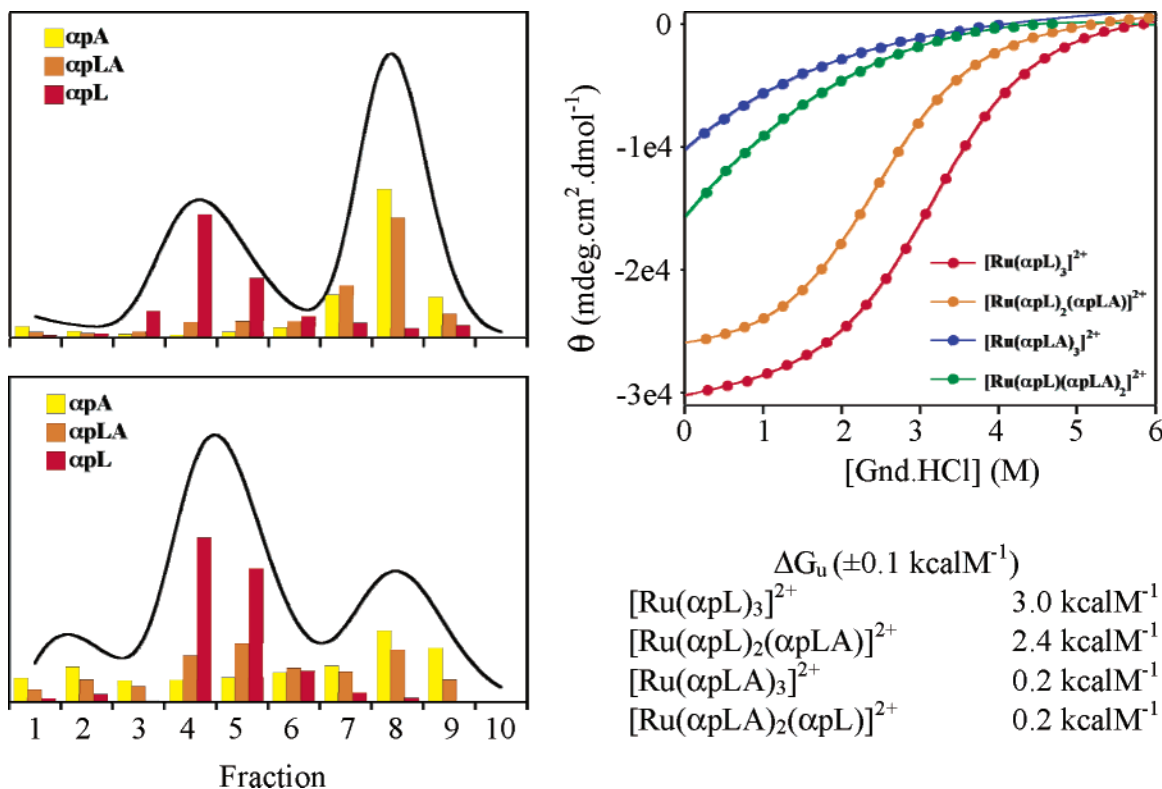 αpA
αpLA
αpL
αpA
αpLA
αpL
1 2 3 4 5 6 7 8 9 10
Fraction
0
-1e4
-2e4
-3e4
θ (mdeg.cm².dmol⁻¹)
[Ru(αpL)₃]²⁺
[Ru(αpL)₂(αpLA)]²⁺
[Ru(αpLA)₃]²⁺
[Ru(αpL)(αpLA)₂]²⁺
0 1 2 3 4 5 6
[Gnd.HCl] (M)
ΔGᵤ (±0.1 kcalM⁻¹)
[Ru(αpL)₃]²⁺ 3.0 kcalM⁻¹
[Ru(αpL)₂(αpLA)]²⁺ 2.4 kcalM⁻¹
[Ru(αpLA)₃]²⁺ 0.2 kcalM⁻¹
[Ru(αpLA)₂(αpL)]²⁺ 0.2 kcalM⁻¹